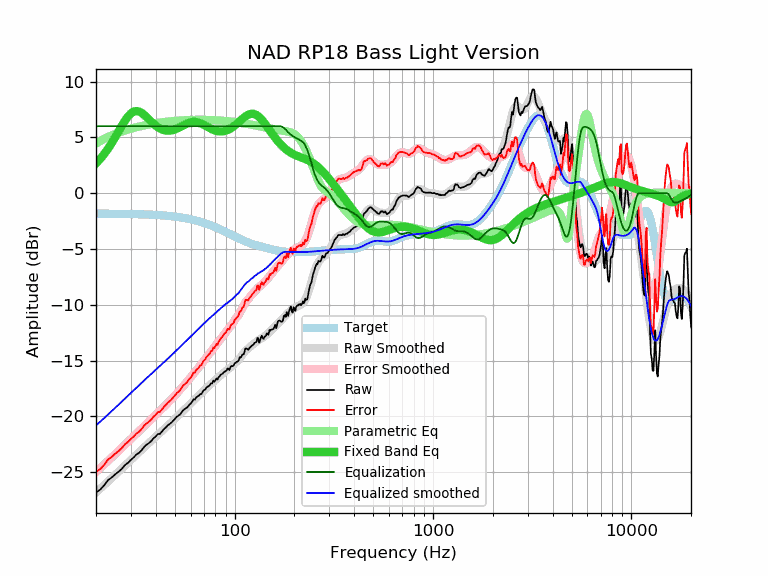 NAD RP18 Bass Light Version
10
5
0
−5
−10
−15
−20
−25
Amplitude (dBr)
Target
Raw Smoothed
Error Smoothed
Raw
Error
Parametric Eq
Fixed Band Eq
Equalization
Equalized smoothed
100 1000 10000
Frequency (Hz)